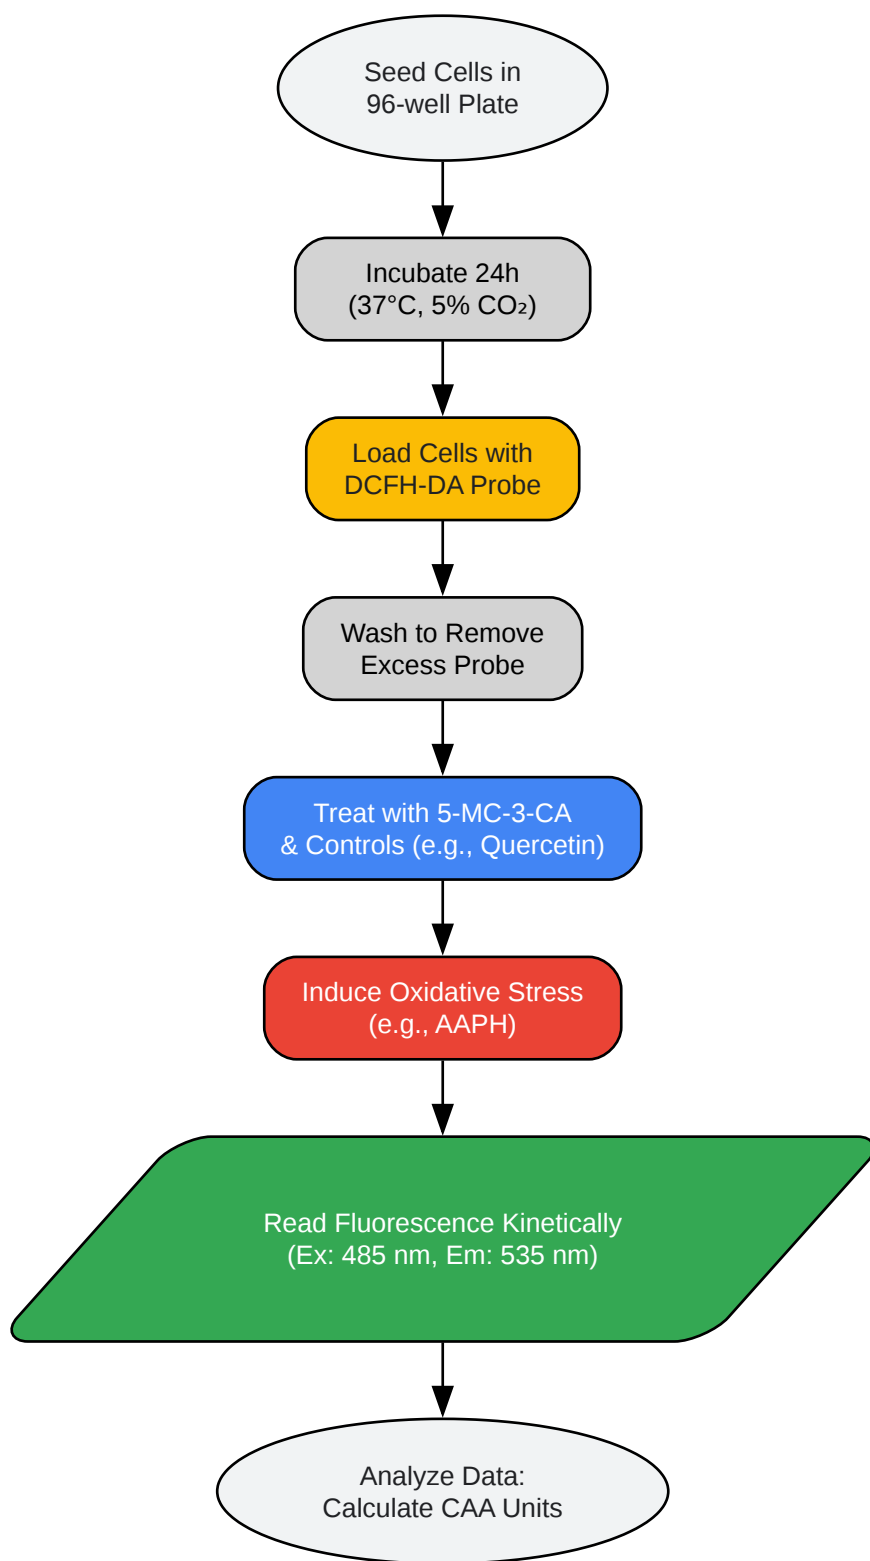 Seed Cells in
96-well Plate
Incubate 24h
(37°C, 5% CO₂)
Load Cells with
DCFH-DA Probe
Wash to Remove
Excess Probe
Treat with 5-MC-3-CA
& Controls (e.g., Quercetin)
Induce Oxidative Stress
(e.g., AAPH)
Read Fluorescence Kinetically
(Ex: 485 nm, Em: 535 nm)
Analyze Data:
Calculate CAA Units